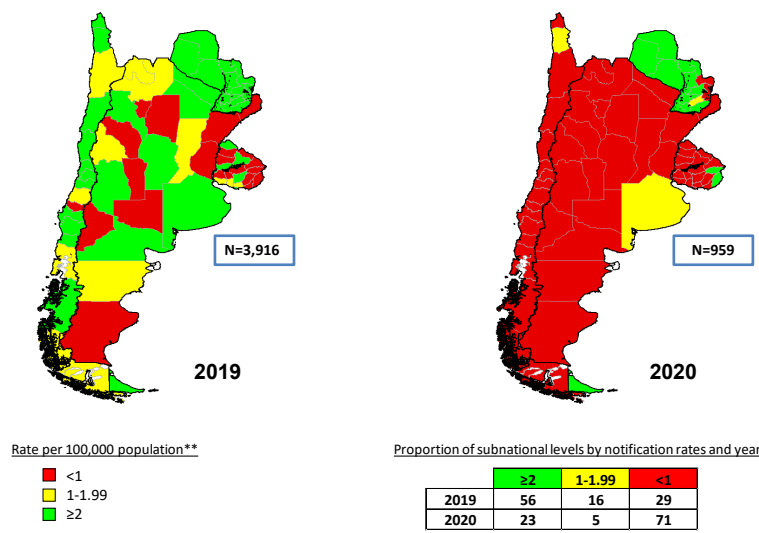 N=3,916
N=959
2019
2020
Rate per 100,000 population**
<1
1-1.99
≥2
Proportion of subnational levels by notification rates and year
≥2 1-1.99 <1
2019 56 16 29
2020 23 5 71